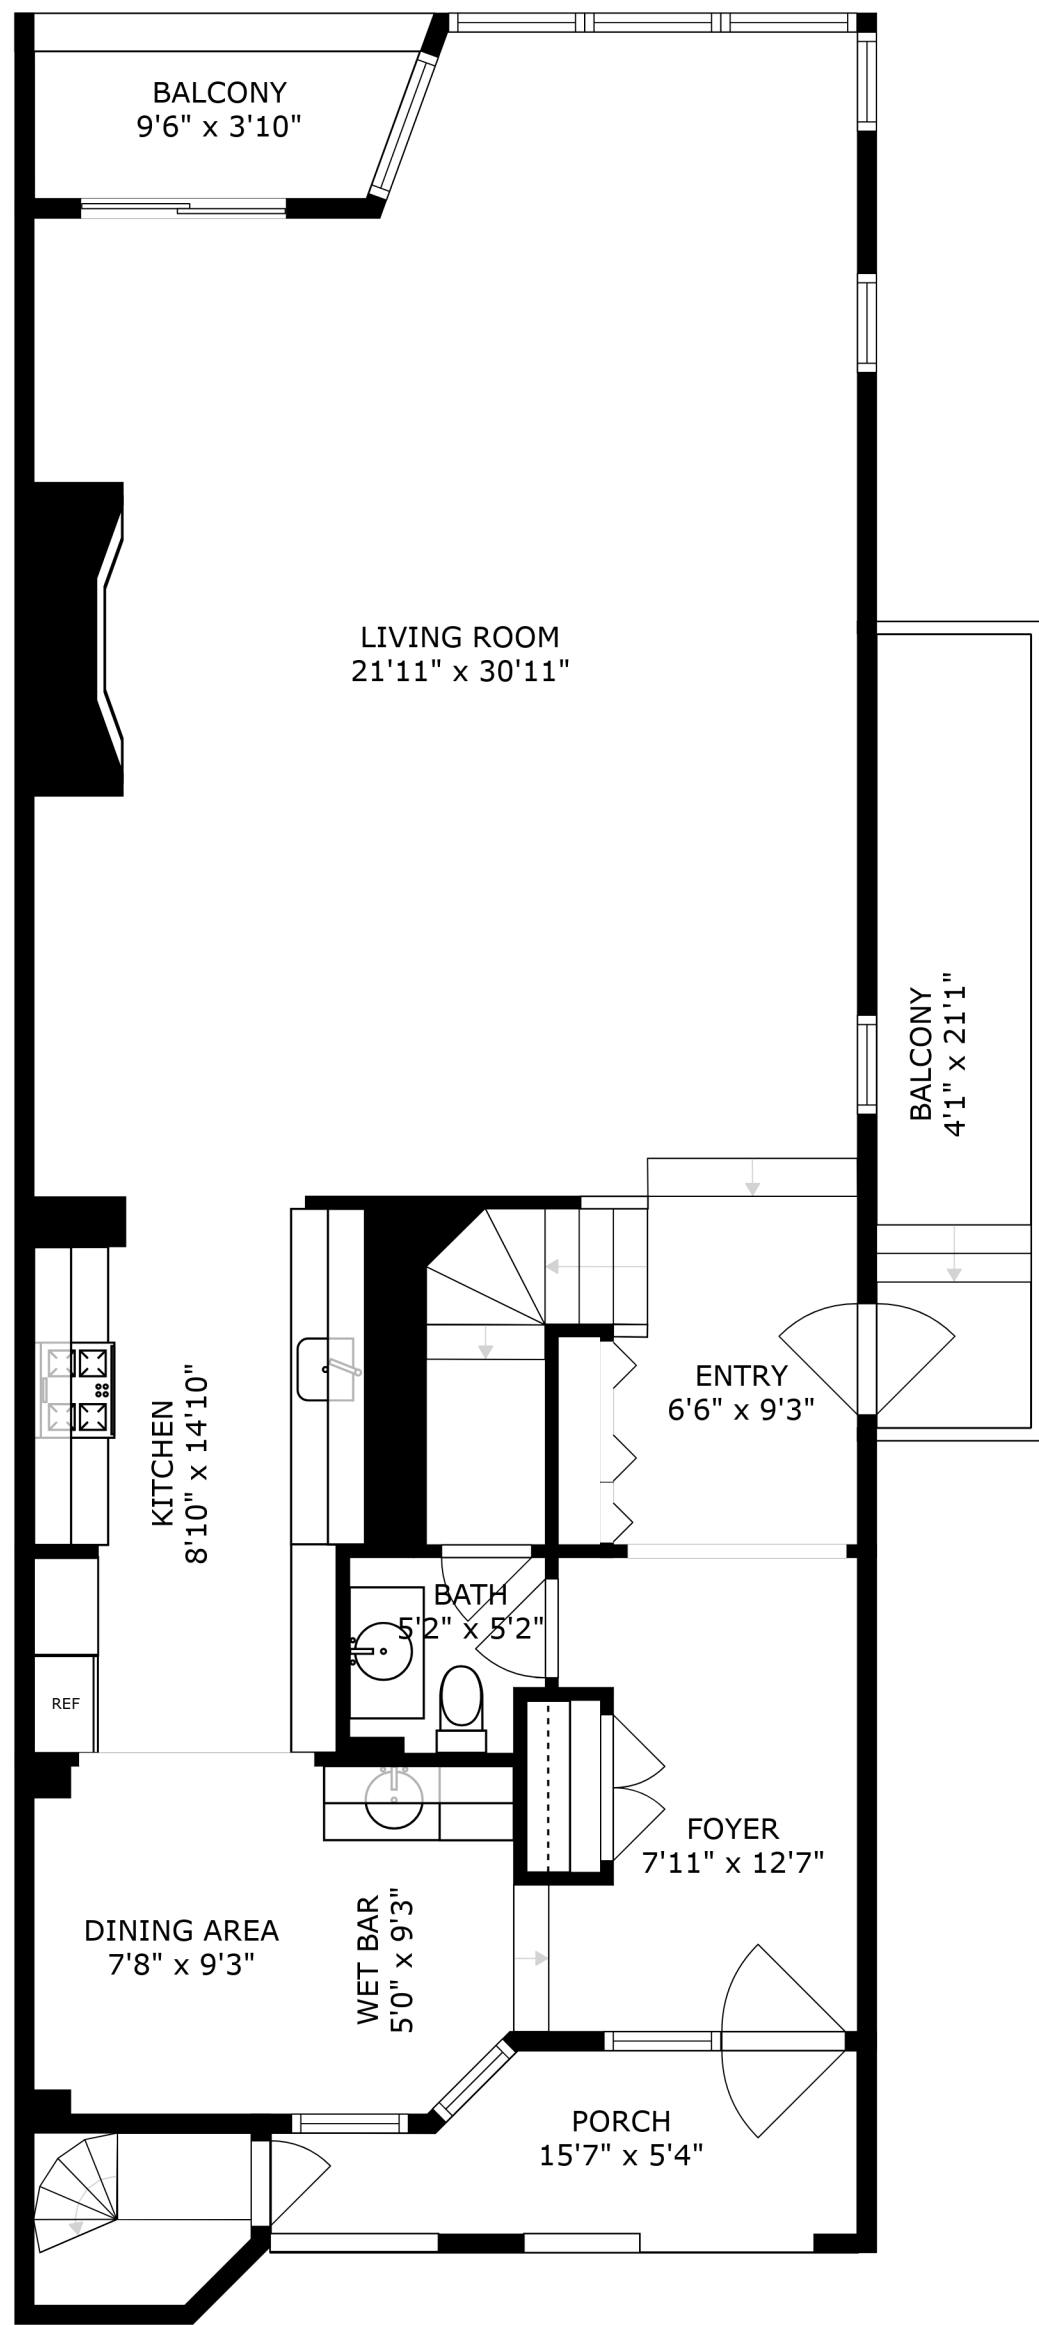 BALCONY
9'6" x 3'10"
LIVING ROOM
21'11" x 30'11"
BALCONY
4'1" x 21'1"
ENTRY
6'6" x 9'3"
KITCHEN
8'10" x 14'10"
BATH
5'2" x 5'2"
REF
FOYER
7'11" x 12'7"
DINING AREA
7'8" x 9'3"
WET BAR
5'0" x 9'3"
PORCH
15'7" x 5'4"